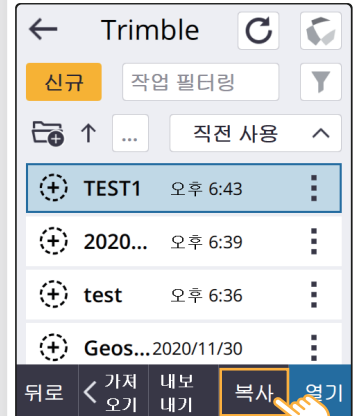 Trimble
신규 작업 필터링
... 직전 사용
TEST1 오후 6:43
2020... 오후 6:39
test 오후 6:36
Geos... 2020/11/30
뒤로 가져오기 내보내기 복사 열기